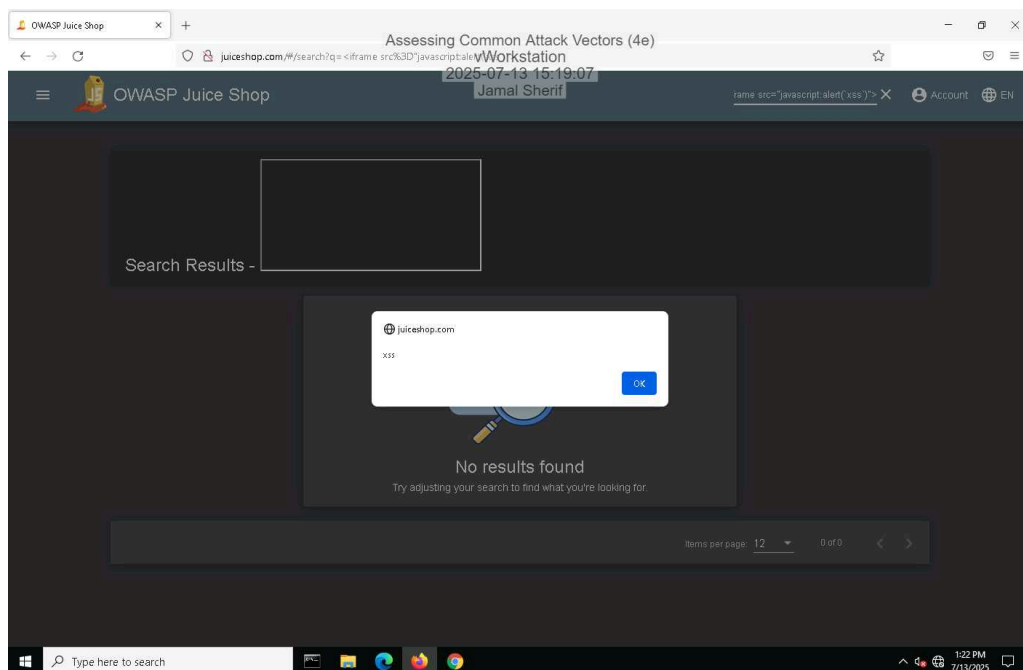 OWASP Juice Shop
Assessing Common Attack Vectors (4e)
juiceshop.com/#/search?q=<iframe src%3D"javascript:
Workstation
2025-07-13 15:19:07
Jamal Sherif
OWASP Juice Shop
rame src="javascript:alert(`xss`)">
Account
EN
Search Results -
juiceshop.com
xss
OK
No results found
Try adjusting your search to find what you're looking for.
Items per page: 12
0 of 0
Type here to search
1:22 PM
7/13/2025